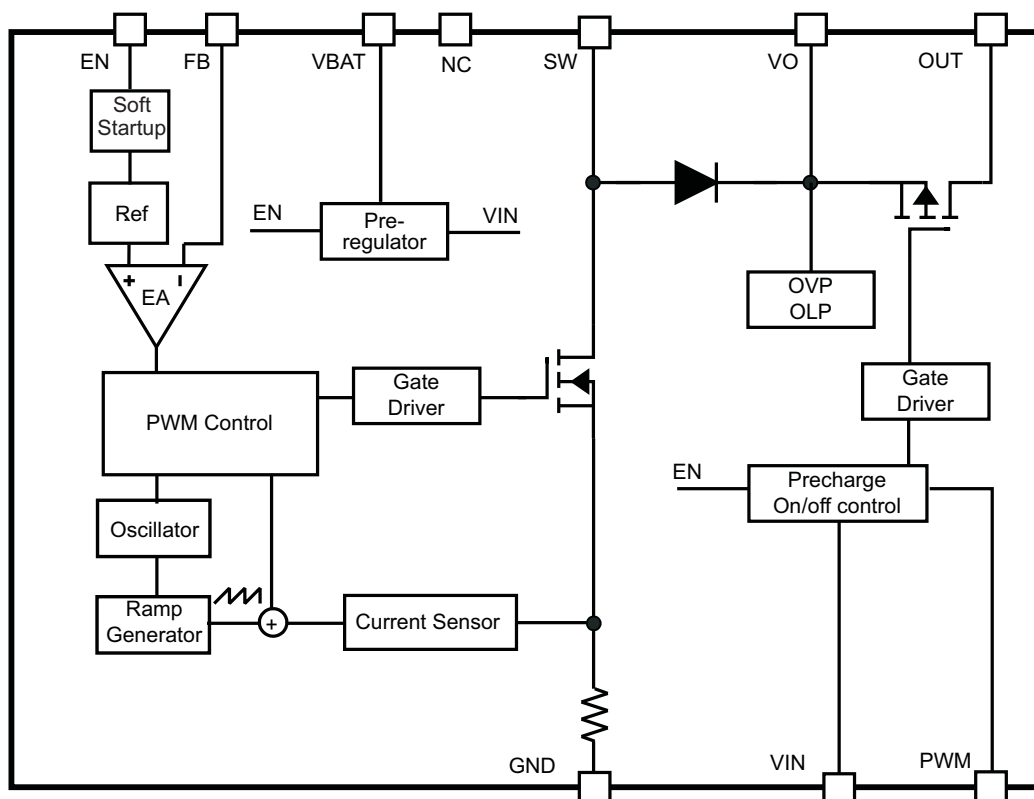 EN
FB
VBAT
NC
SW
VO
OUT
Soft
Startup
Ref
EN
Pre-
regulator
VIN
+
-
EA
OVP
OLP
PWM Control
Gate
Driver
Gate
Driver
EN
Precharge
On/off control
Oscillator
Ramp
Generator
+
Current Sensor
GND
VIN
PWM